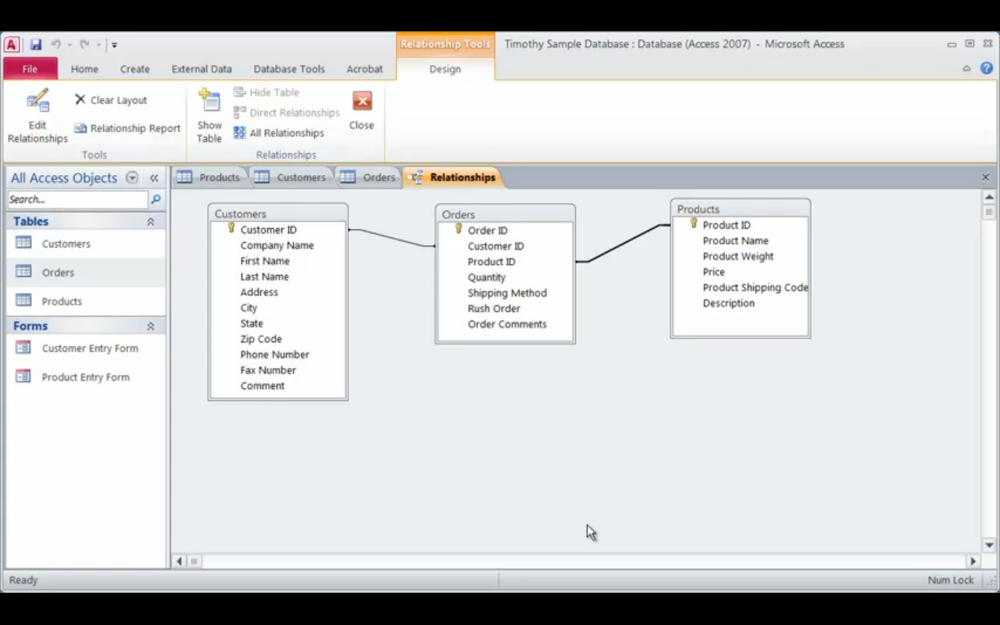 Relationship Tools
Timothy Sample Database : Database (Access 2007) - Microsoft Access
File
Home
Create
External Data
Database Tools
Acrobat
Design
Edit
Relationships
Clear Layout
Relationship Report
Tools
Show
Table
Hide Table
Direct Relationships
All Relationships
Close
Relationships
All Access Objects
Search...
Tables
Customers
Orders
Products
Forms
Customer Entry Form
Product Entry Form
Products
Customers
Orders
Relationships
Customers
Customer ID
Company Name
First Name
Last Name
Address
City
State
Zip Code
Phone Number
Fax Number
Comment
Orders
Order ID
Customer ID
Product ID
Quantity
Shipping Method
Rush Order
Order Comments
Products
Product ID
Product Name
Product Weight
Price
Product Shipping Code
Description
Ready
Num Lock